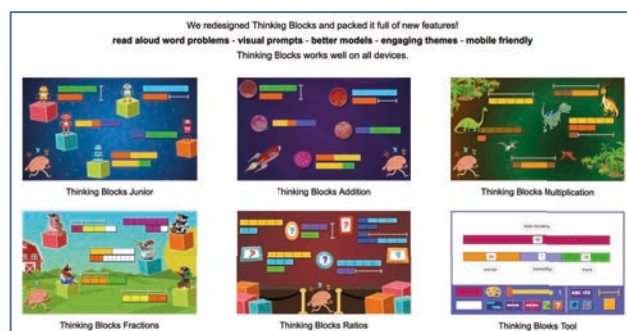 We redesigned Thinking Blocks and packed it full of new features!
read aloud word problems - visual prompts - better models - engaging themes - mobile friendly
Thinking Blocks works well on all devices.
Thinking Blocks Junior
Thinking Blocks Addition
Thinking Blocks Multiplication
Thinking Blocks Fractions
Thinking Blocks Ratios
Thinking Blocks Tool